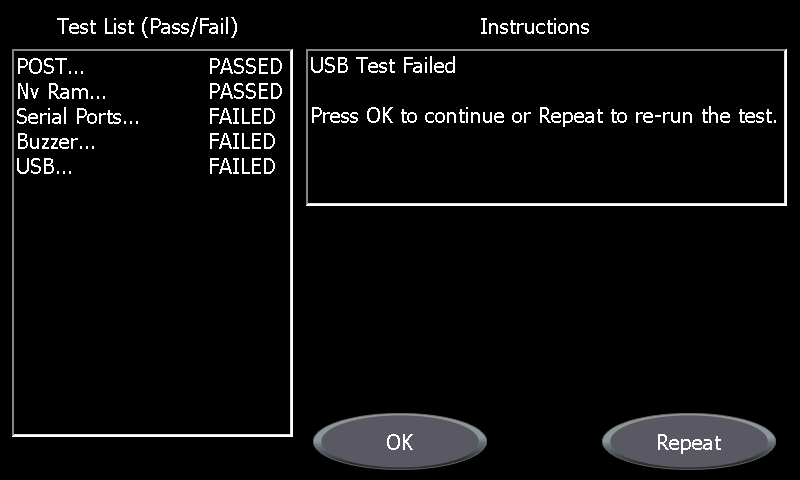 Test List (Pass/Fail)
POST... PASSED
Nv Ram... PASSED
Serial Ports... FAILED
Buzzer... FAILED
USB... FAILED
Instructions
USB Test Failed
Press OK to continue or Repeat to re-run the test.
OK
Repeat